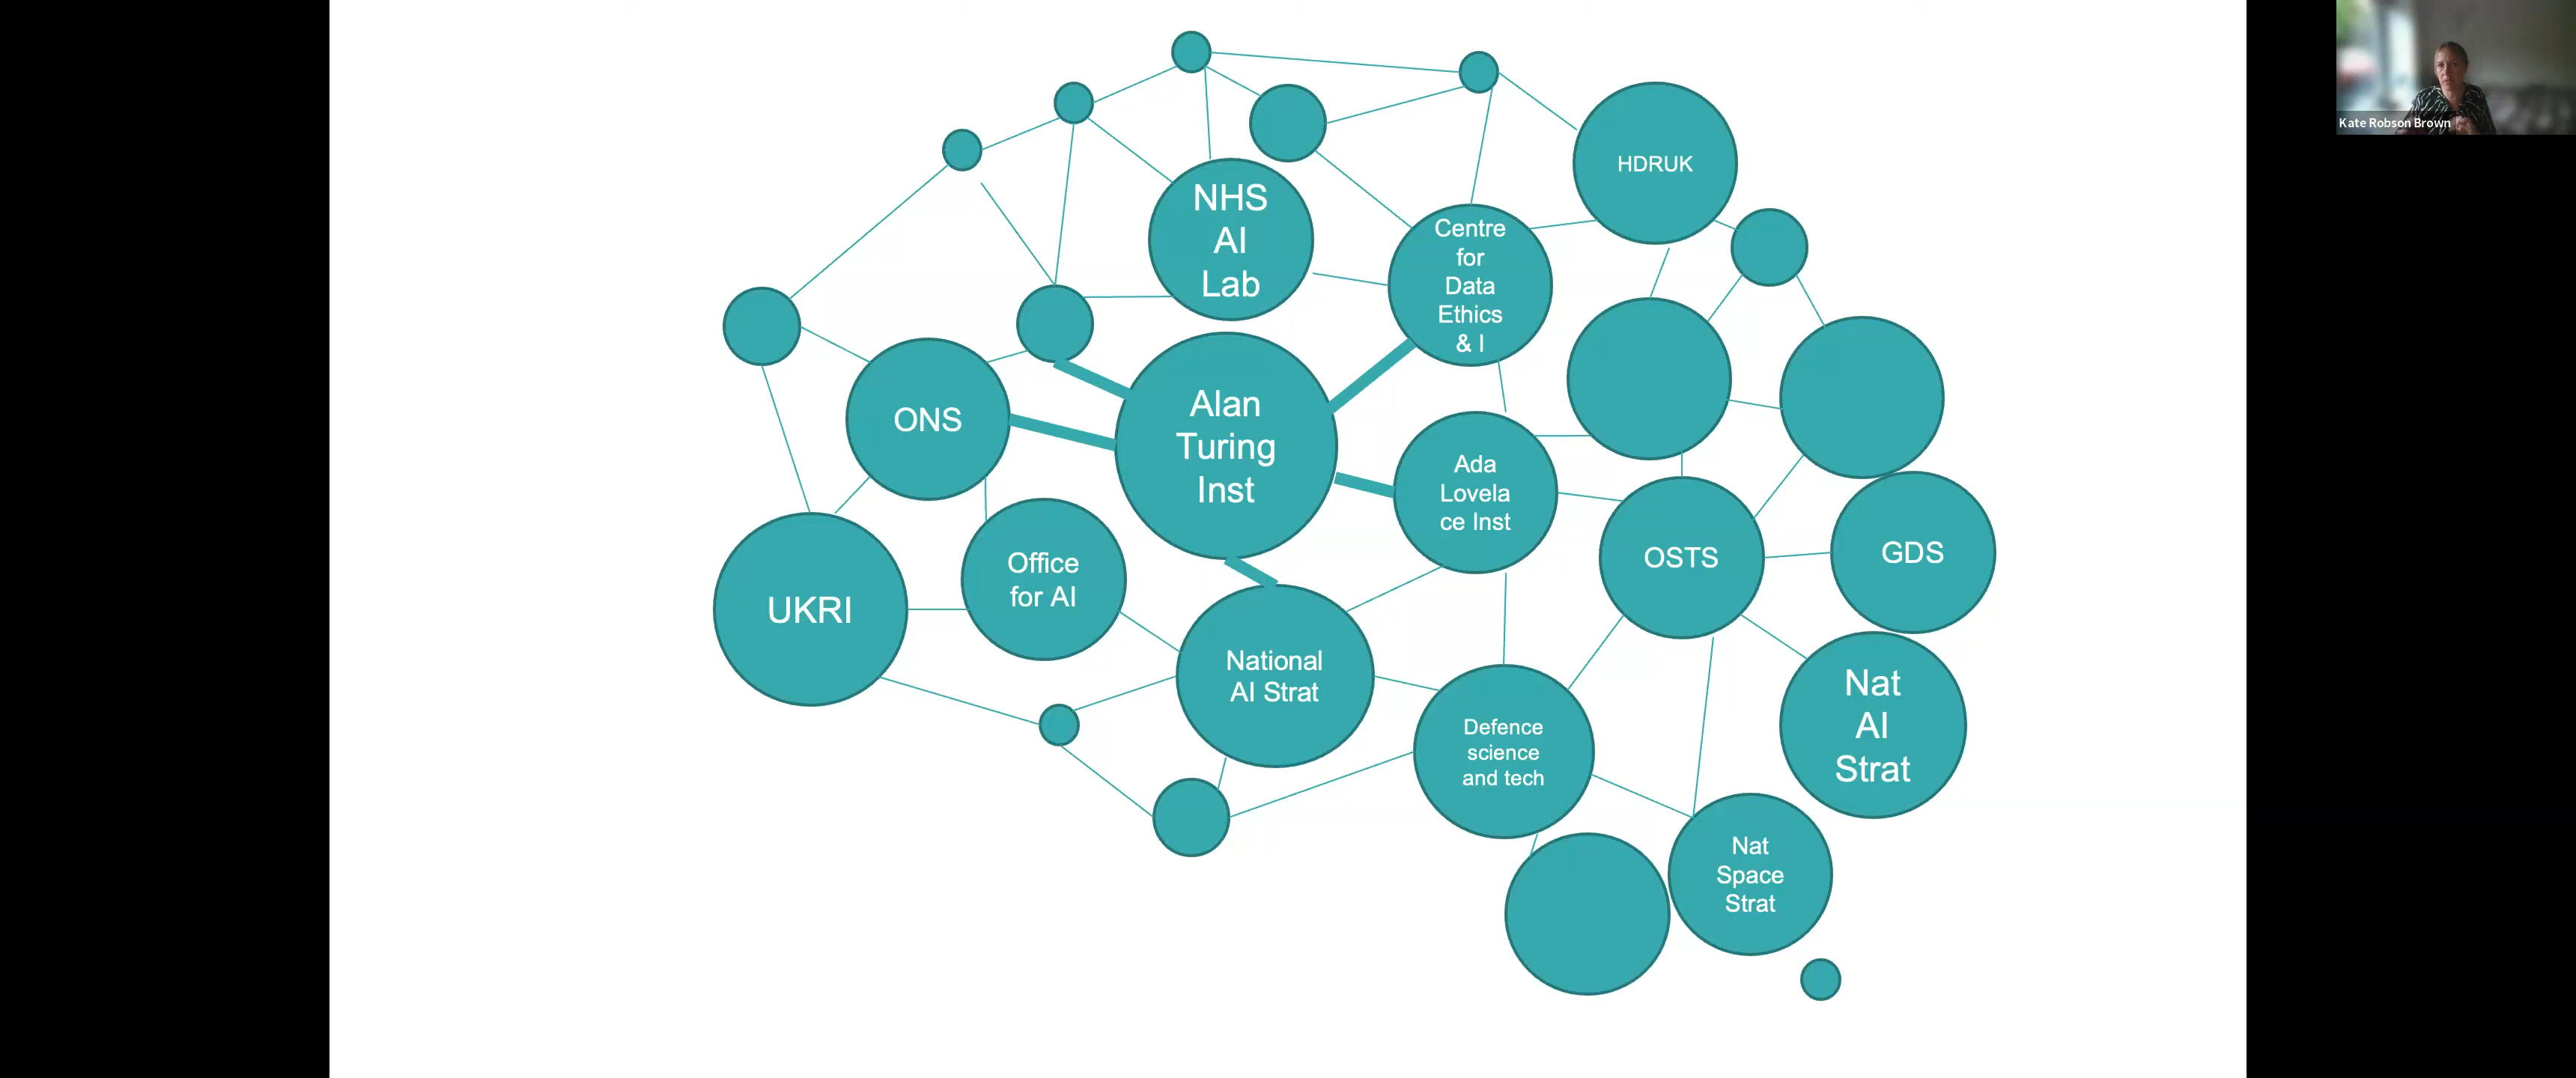 Kate Robson Brown
HDRUK
NHS
AI
Lab
Centre
for
Data
Ethics
& I
Alan
Turing
Inst
ONS
Ada
Lovela
ce Inst
OSTS
GDS
Office
for AI
UKRI
National
AI Strat
Nat
AI
Strat
Defence
science
and tech
Nat
Space
Strat